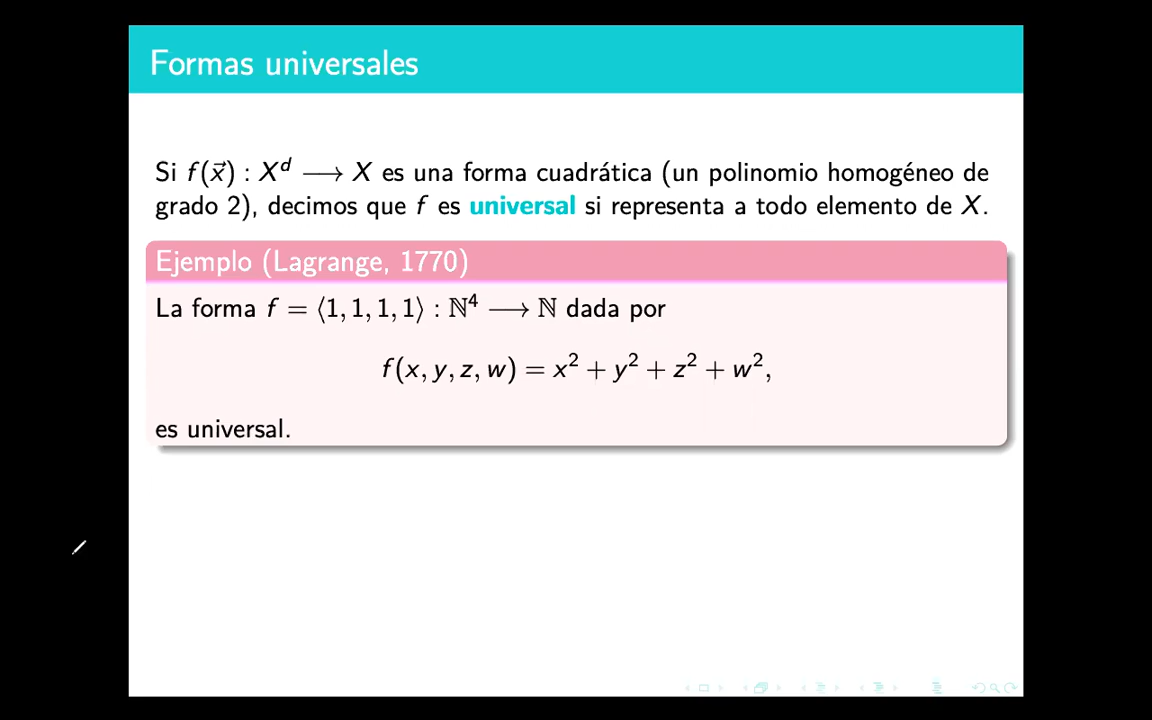 Formas universales
Si f(x⃗) : X^d ⟶ X es una forma cuadrática (un polinomio homogéneo de
grado 2), decimos que f es universal si representa a todo elemento de X.
Ejemplo (Lagrange, 1770)
La forma f = ⟨1, 1, 1, 1⟩ : ℕ⁴ ⟶ ℕ dada por
f(x, y, z, w) = x² + y² + z² + w²,
es universal.